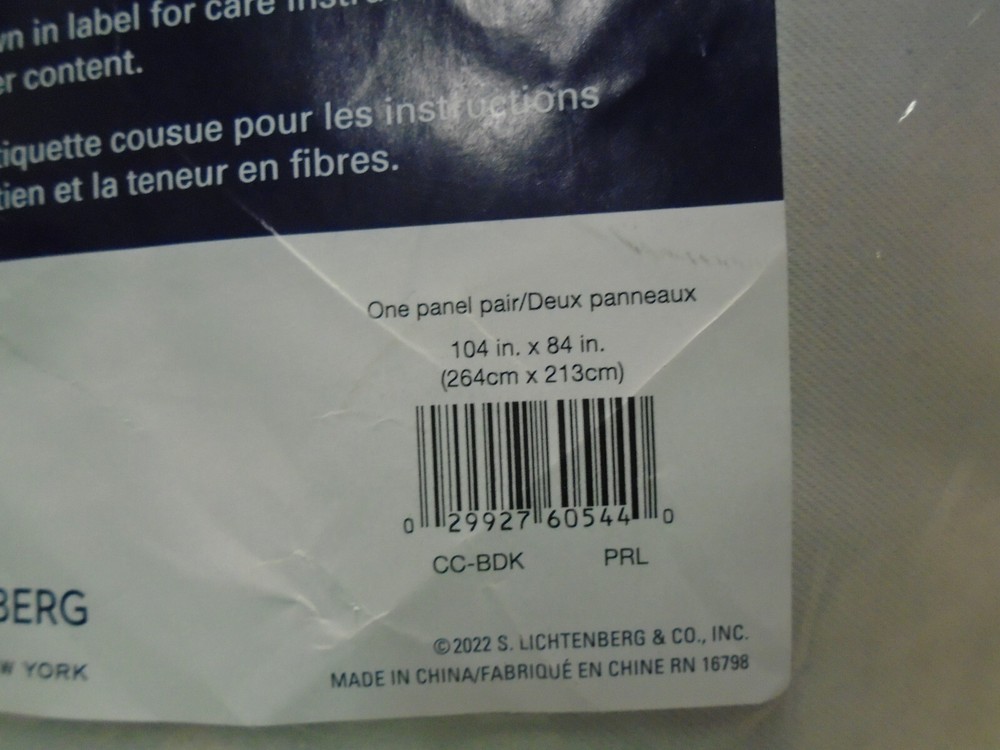 in label for care
content.
cousue pour les instructions
et la teneur en fibres.
One panel pair/Deux panneaux
104 in. x 84 in.
(264cm x 213cm)
0 29927 60544 0
CC-BDK PRL
BERG
YORK
©2022 S. LICHTENBERG & CO., INC.
MADE IN CHINA/FABRIQUÉ EN CHINE RN 16798